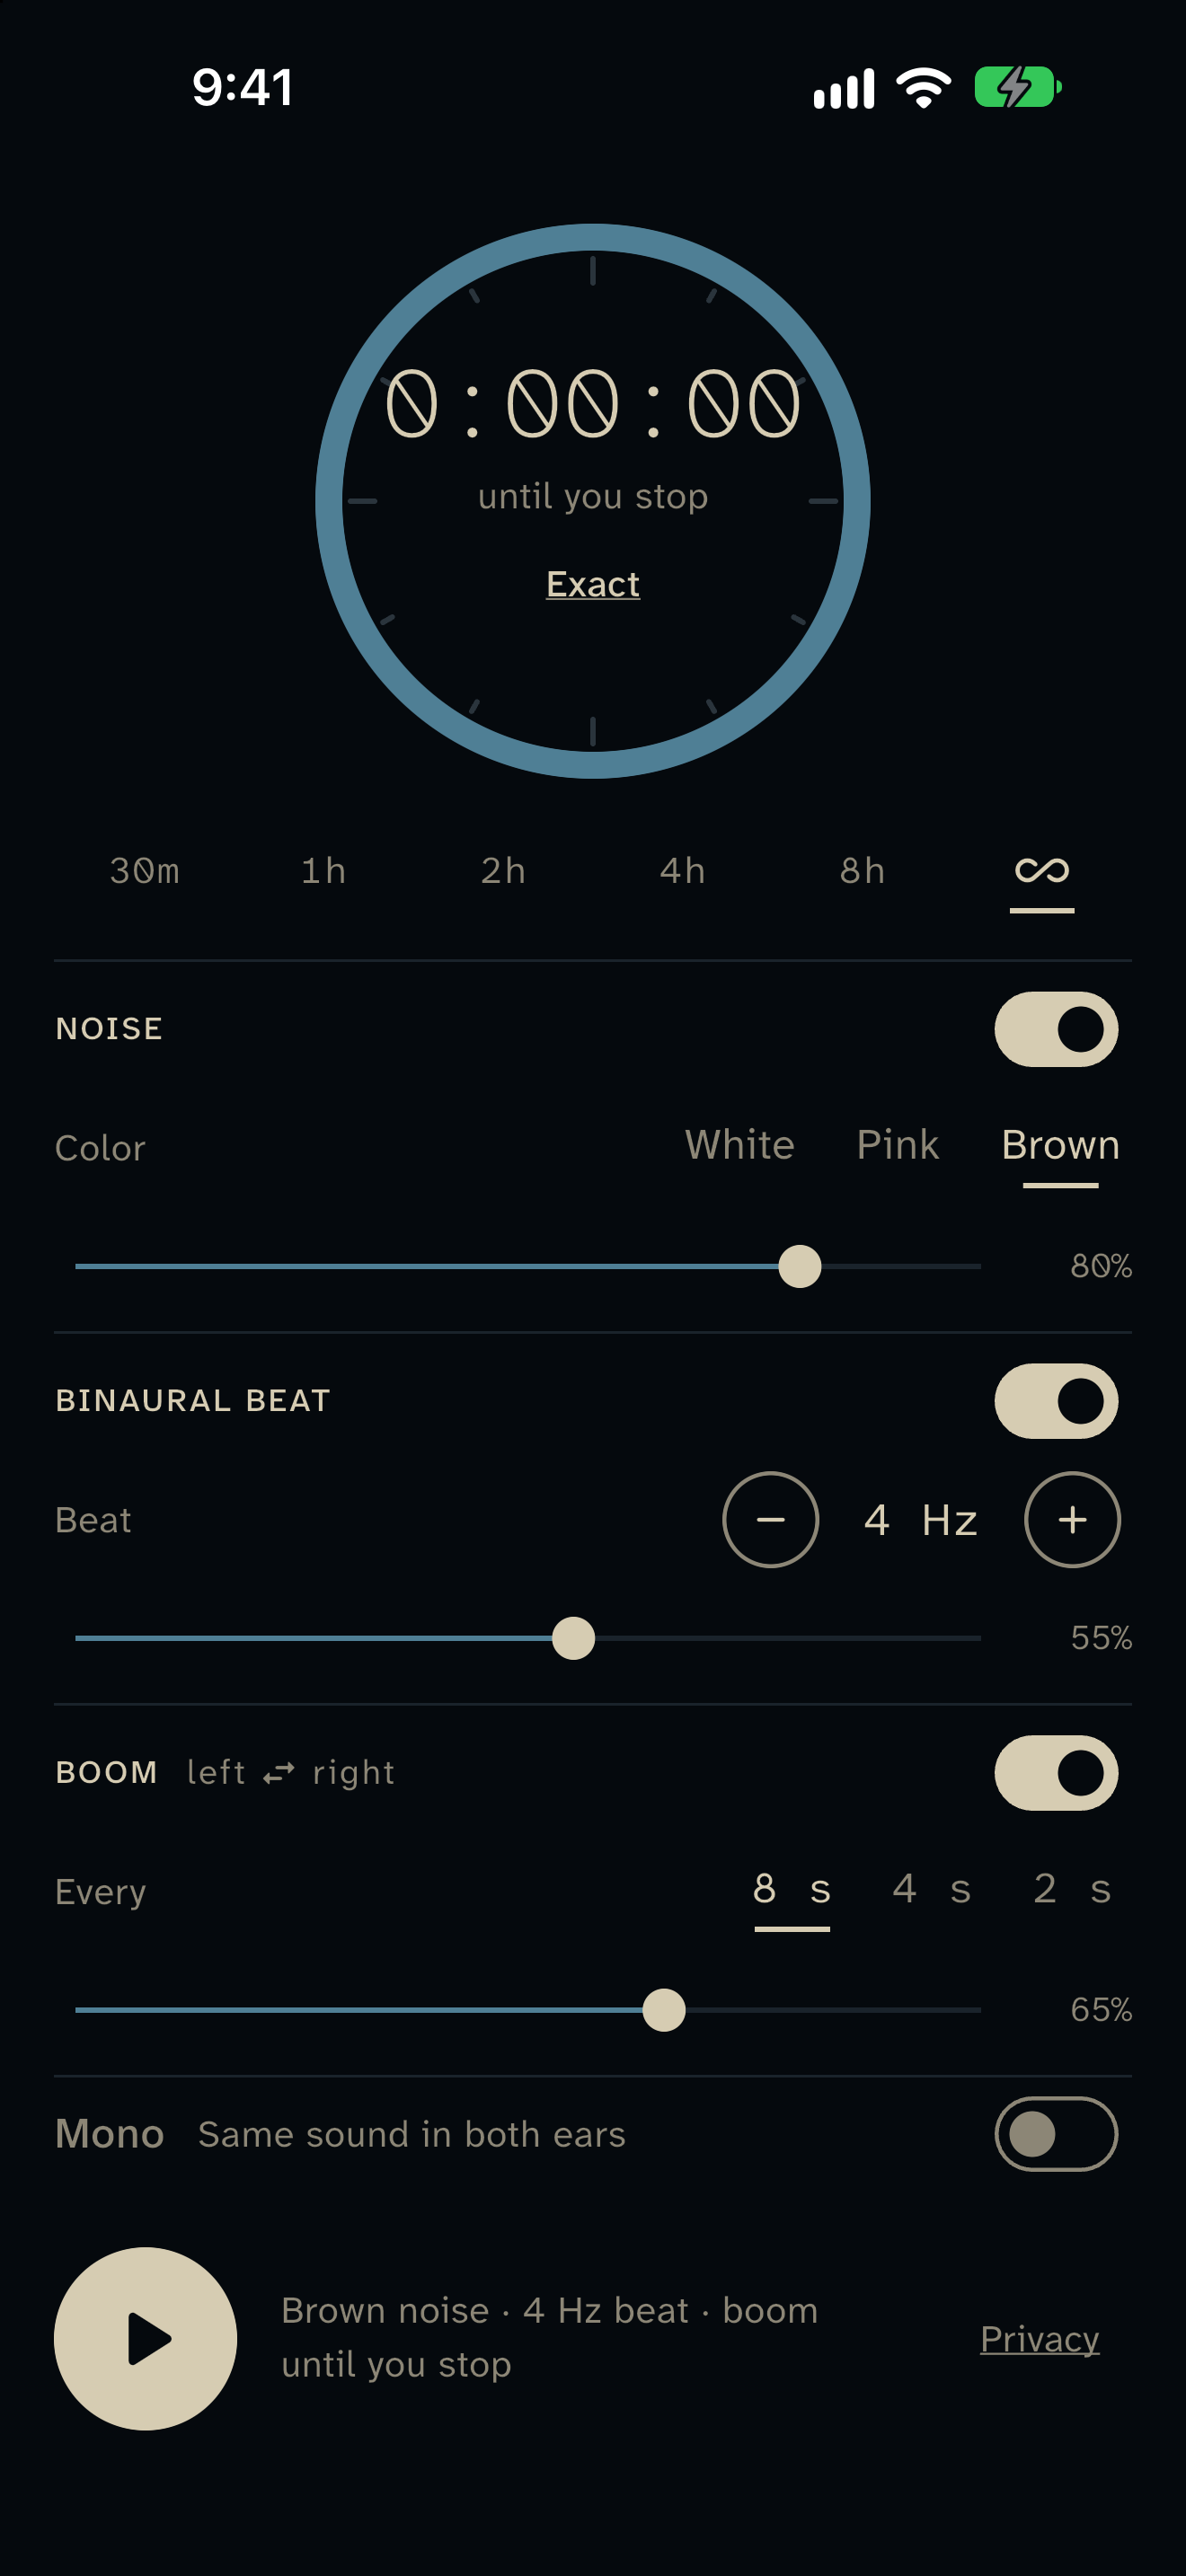 9:41
0:00:00
until you stop
Exact
30m 1h 2h 4h 8h ∞
NOISE
Color White Pink Brown
80%
BINAURAL BEAT
Beat − 4 Hz +
55%
BOOM left ⇄ right
Every 8 s 4 s 2 s
65%
Mono Same sound in both ears
Brown noise · 4 Hz beat · boom
until you stop
Privacy